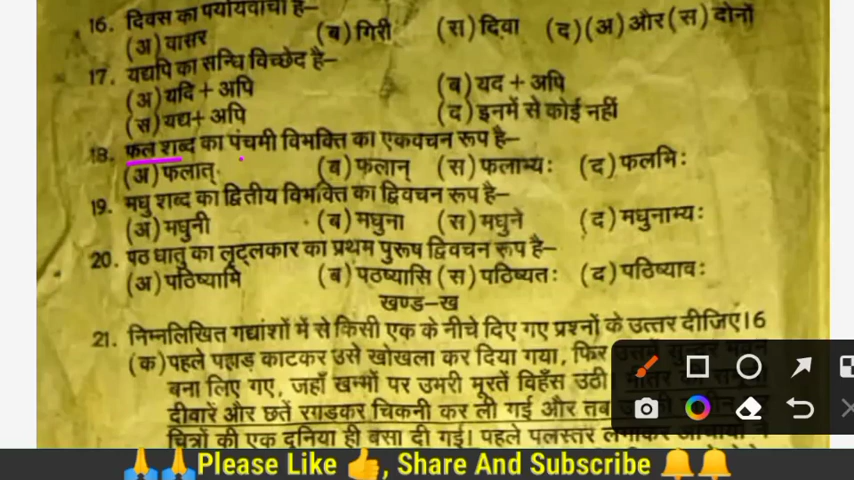 16. दिवस का पर्यायवाची है–
(अ) वासर (ब) गिरी (स) दिवा (द) (अ) और (स) दोनों
17. यद्यपि का सन्धि विच्छेद है–
(अ) यदि + अपि (ब) यद + अपि
(स) यद्य+ अपि (द) इनमें से कोई नहीं
18. फल शब्द का पंचमी विभक्ति का एकवचन रूप है–
(अ) फलात् (ब) फलान् (स) फलाभ्यः (द) फलभिः
19. मधु शब्द का द्वितीय विभक्ति का द्विवचन रूप है–
(अ) मधुनी (ब) मधुना (स) मधुने (द) मधुनाभ्यः
20. पठ धातु का लृट्लकार का प्रथम पुरूष द्विवचन रूप है–
(अ) पठिष्यामि (ब) पठष्यासि (स) पठिष्यतः (द) पठिष्यावः
खण्ड–ख
21. निम्नलिखित गद्यांशों में से किसी एक के नीचे दिए गए प्रश्नों के उत्तर दीजिए।6
(क) पहले पहाड़ काटकर उसे खोखला कर दिया गया, फिर
बना लिए गए, जहाँ खम्भों पर उभरी मूरतें विहँस उठी
दीवारें और छतें रगडकर चिकनी कर ली गई और तब
चित्रों की एक दुनिया ही बसा दी गई। पहले पलस्तर लगाकर
Please Like 👍, Share And Subscribe